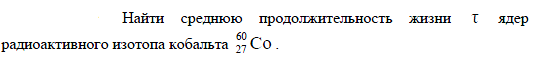 Найти среднюю продолжительность жизни τ ядер
радиоактивного изотопа кобальта ⁶⁰₂₇Co .